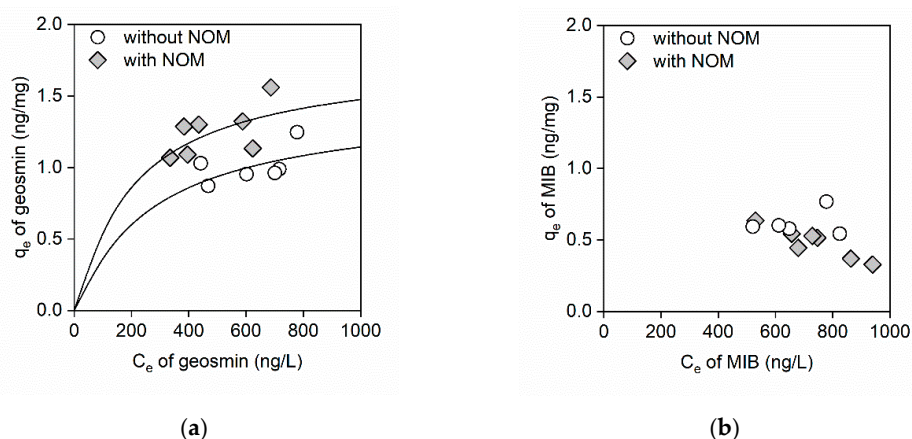 2.0
without NOM
with NOM
1.5
1.0
0.5
0.0
0 200 400 600 800 1000
qe of geosmin (ng/mg)
Ce of geosmin (ng/L)
(a)
2.0
without NOM
with NOM
1.5
1.0
0.5
0.0
0 200 400 600 800 1000
qe of MIB (ng/mg)
Ce of MIB (ng/L)
(b)